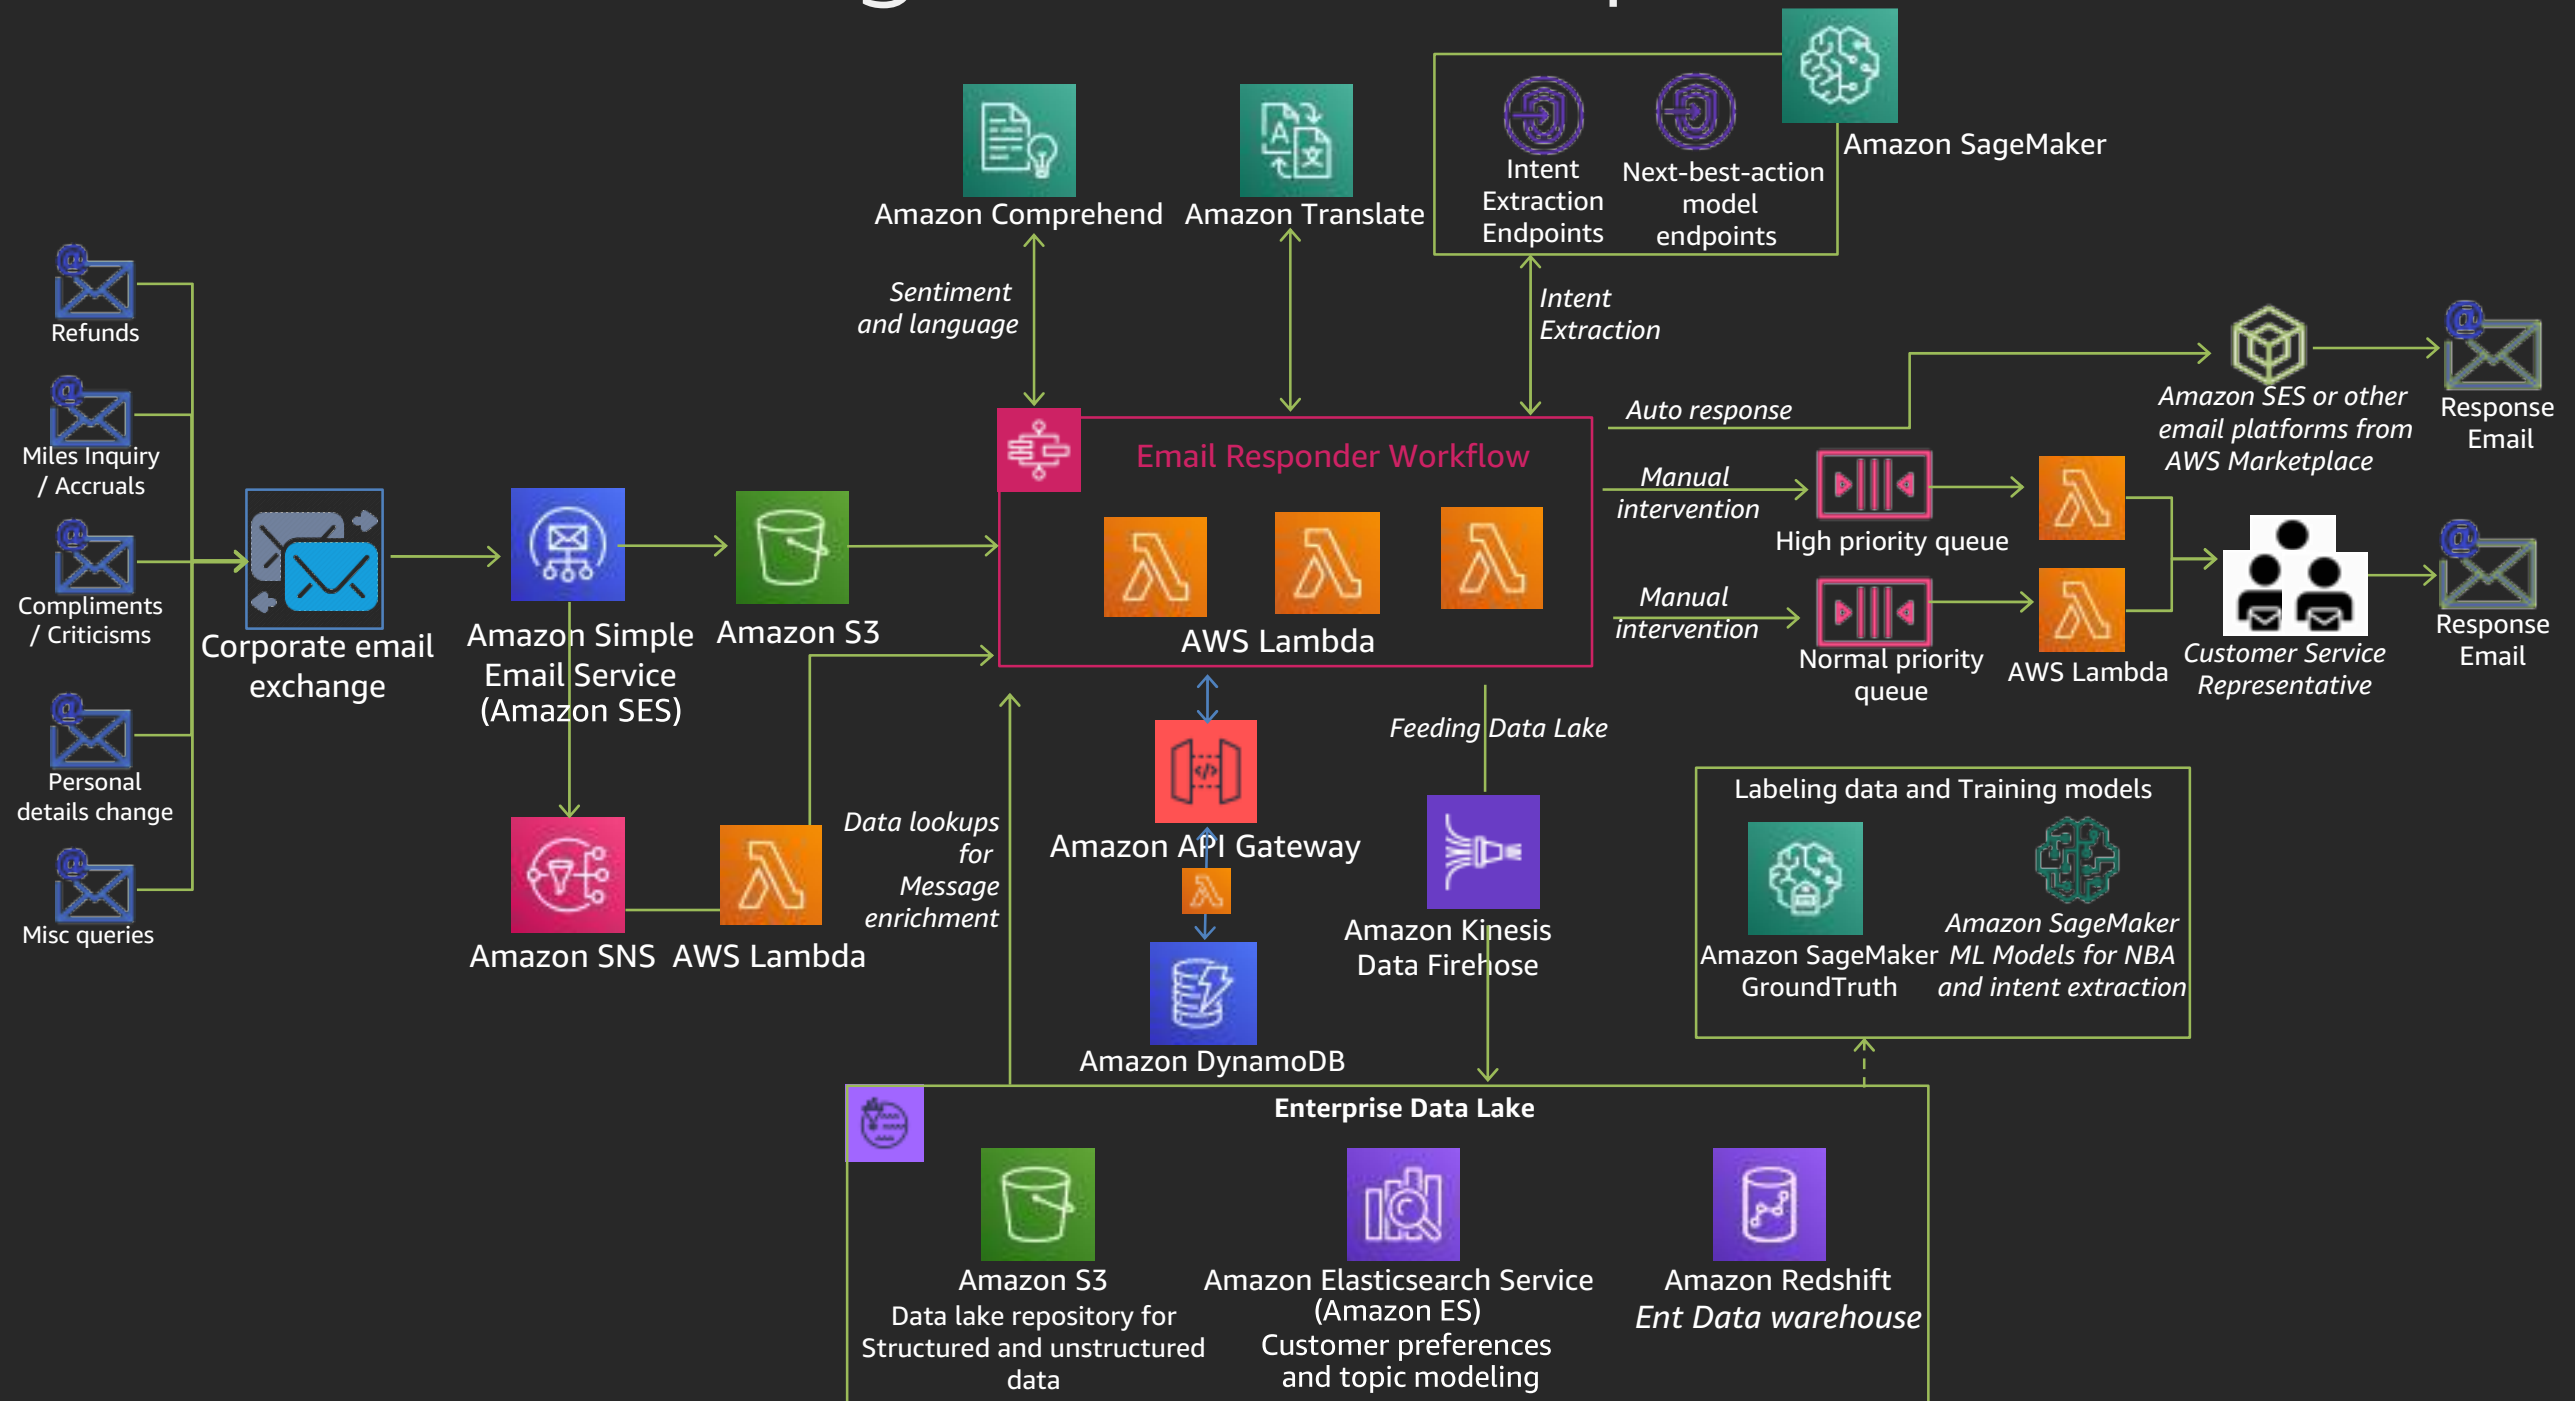 Amazon SageMaker
Intent
Extraction
Endpoints
Next-best-action
model
endpoints
Amazon Comprehend
Amazon Translate
Sentiment
and language
Intent
Extraction
Refunds
Miles Inquiry
/ Accruals
Compliments
/ Criticisms
Personal
details change
Misc queries
Corporate email
exchange
Amazon Simple
Email Service
(Amazon SES)
Amazon S3
Amazon SNS
AWS Lambda
Email Responder Workflow
AWS Lambda
Auto response
Manual
intervention
Manual
intervention
High priority queue
Normal priority
queue
AWS Lambda
Amazon SES or other
email platforms from
AWS Marketplace
Response
Email
Customer Service
Representative
Response
Email
Data lookups
for
Message
enrichment
Amazon API Gateway
Amazon DynamoDB
Feeding Data Lake
Amazon Kinesis
Data Firehose
Labeling data and Training models
Amazon SageMaker
GroundTruth
Amazon SageMaker
ML Models for NBA
and intent extraction
Enterprise Data Lake
Amazon S3
Data lake repository for
Structured and unstructured
data
Amazon Elasticsearch Service
(Amazon ES)
Customer preferences
and topic modeling
Amazon Redshift
Ent Data warehouse